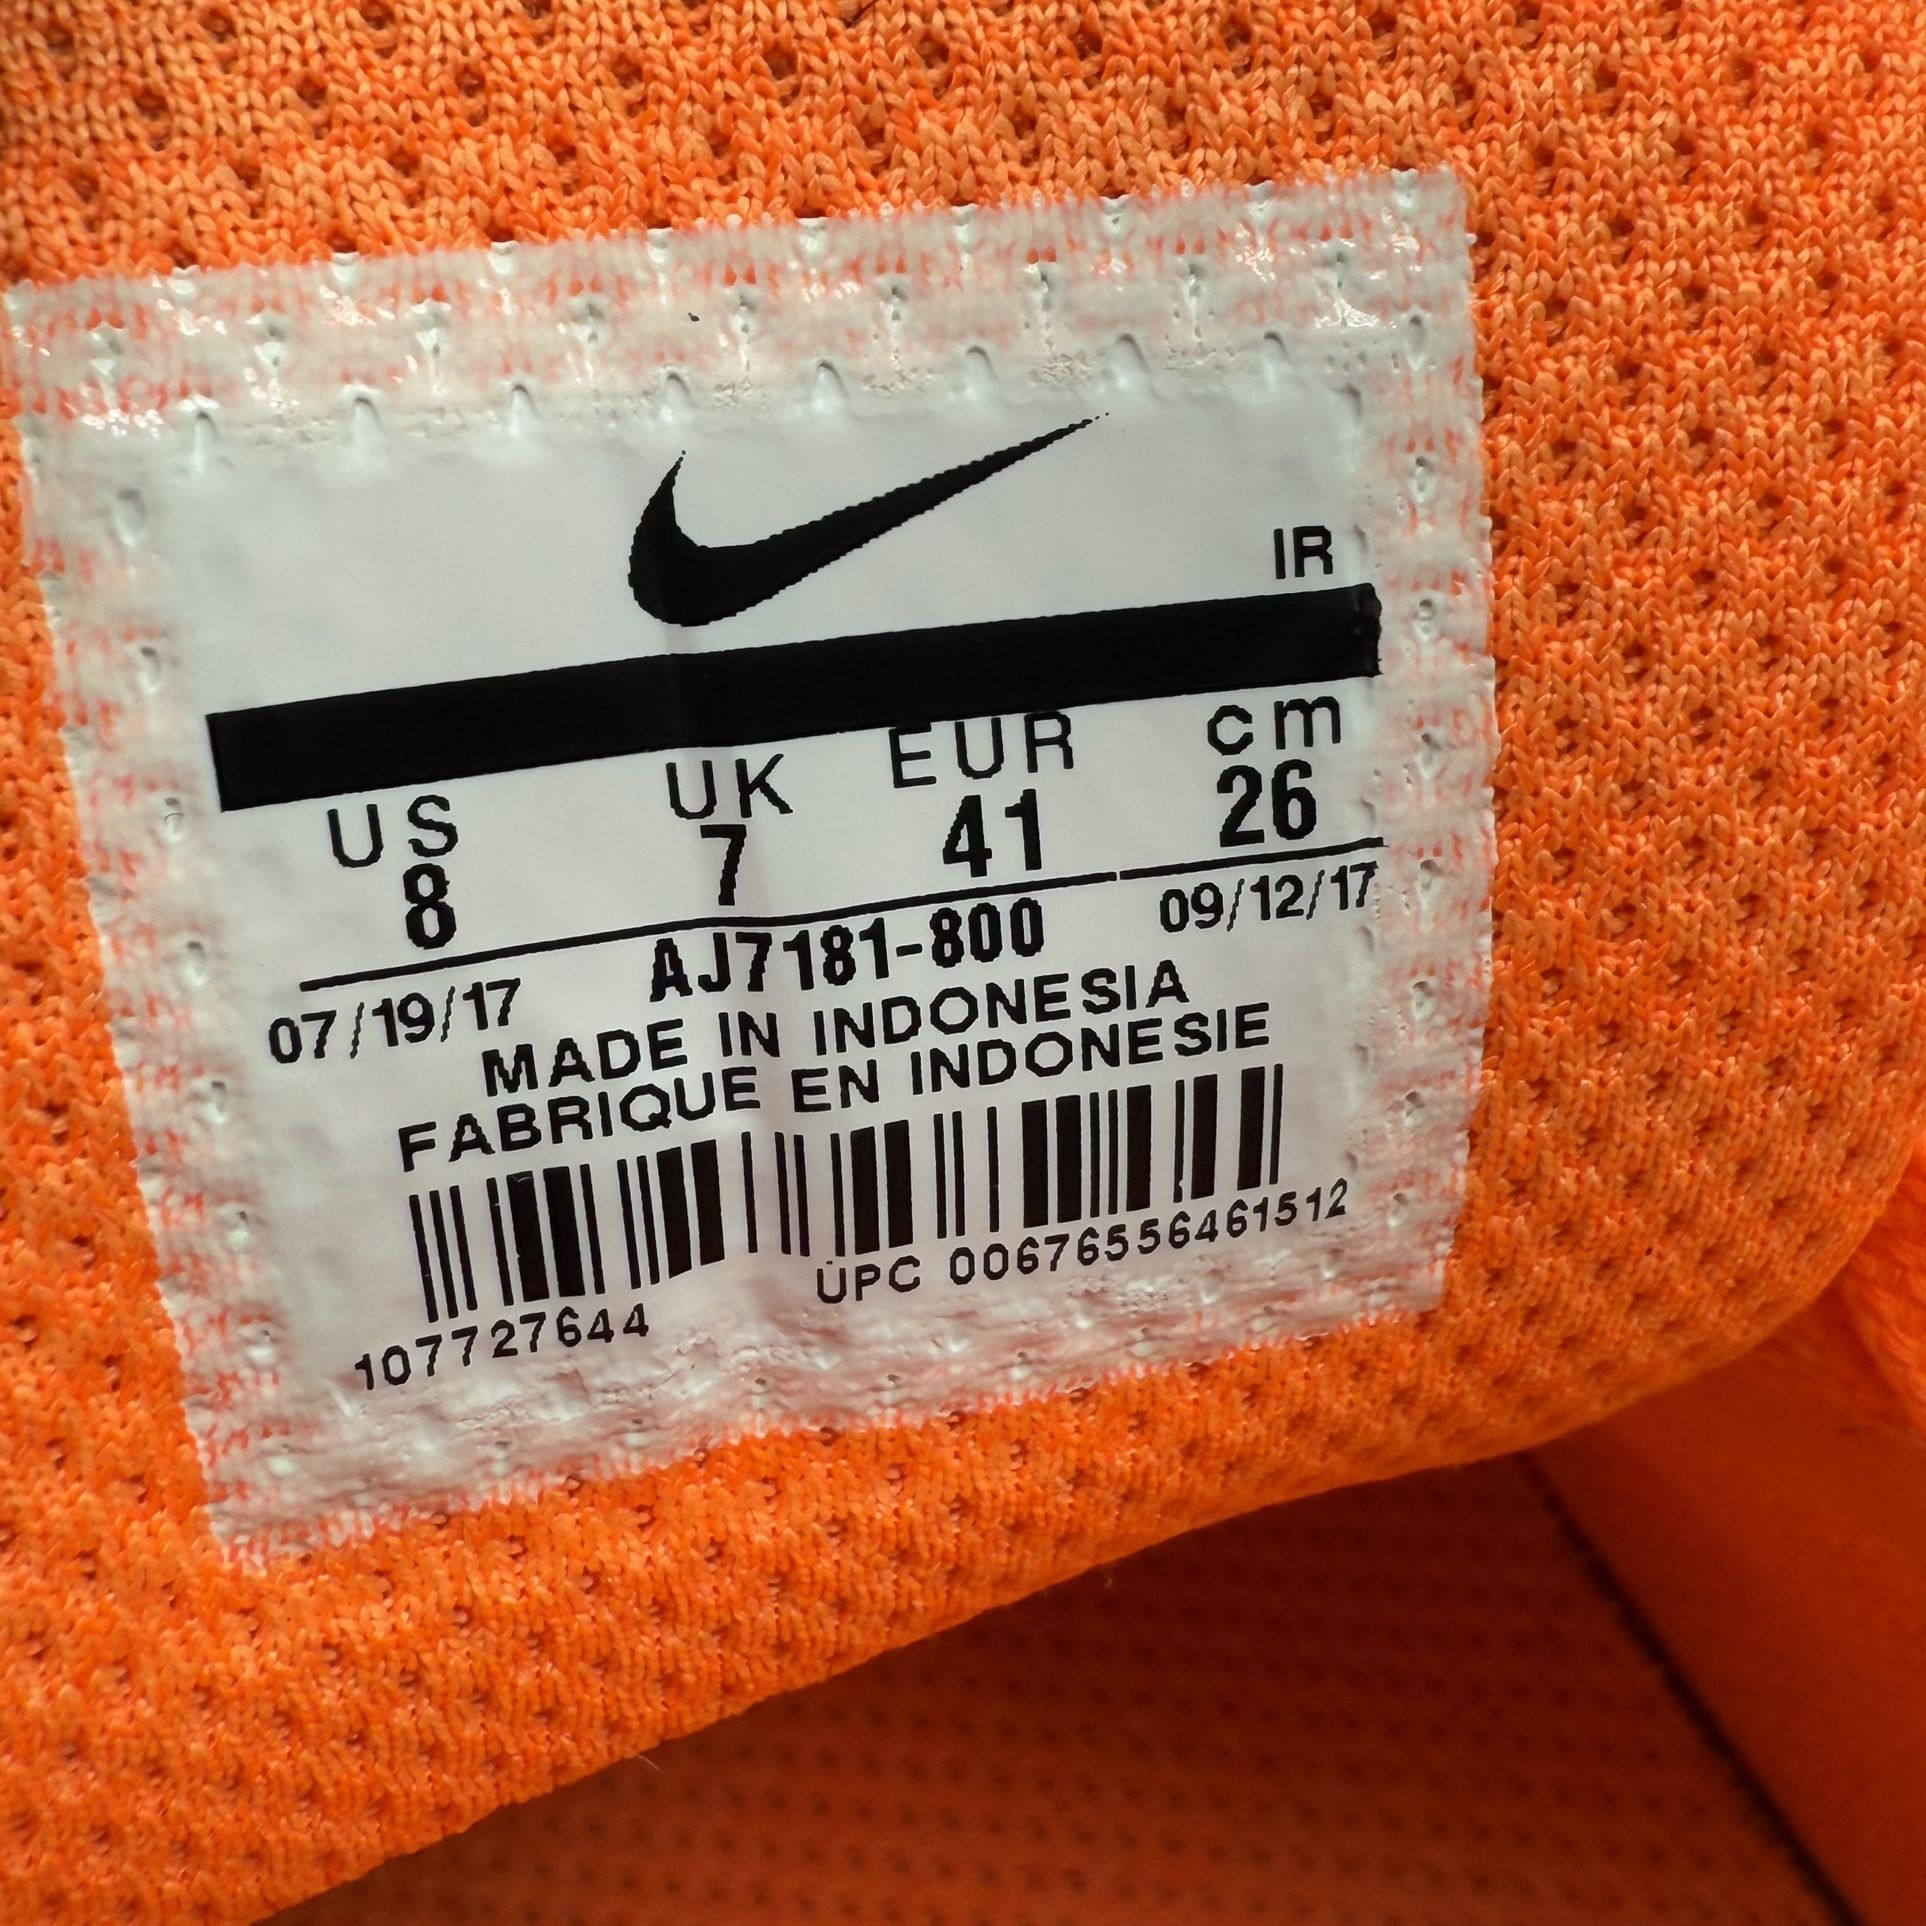 IR
US UK EUR cm
8 7 41 26
07/19/17 AJ7181-800 09/12/17
MADE IN INDONESIA
FABRIQUE EN INDONESIE
107727644 UPC 00676556461512